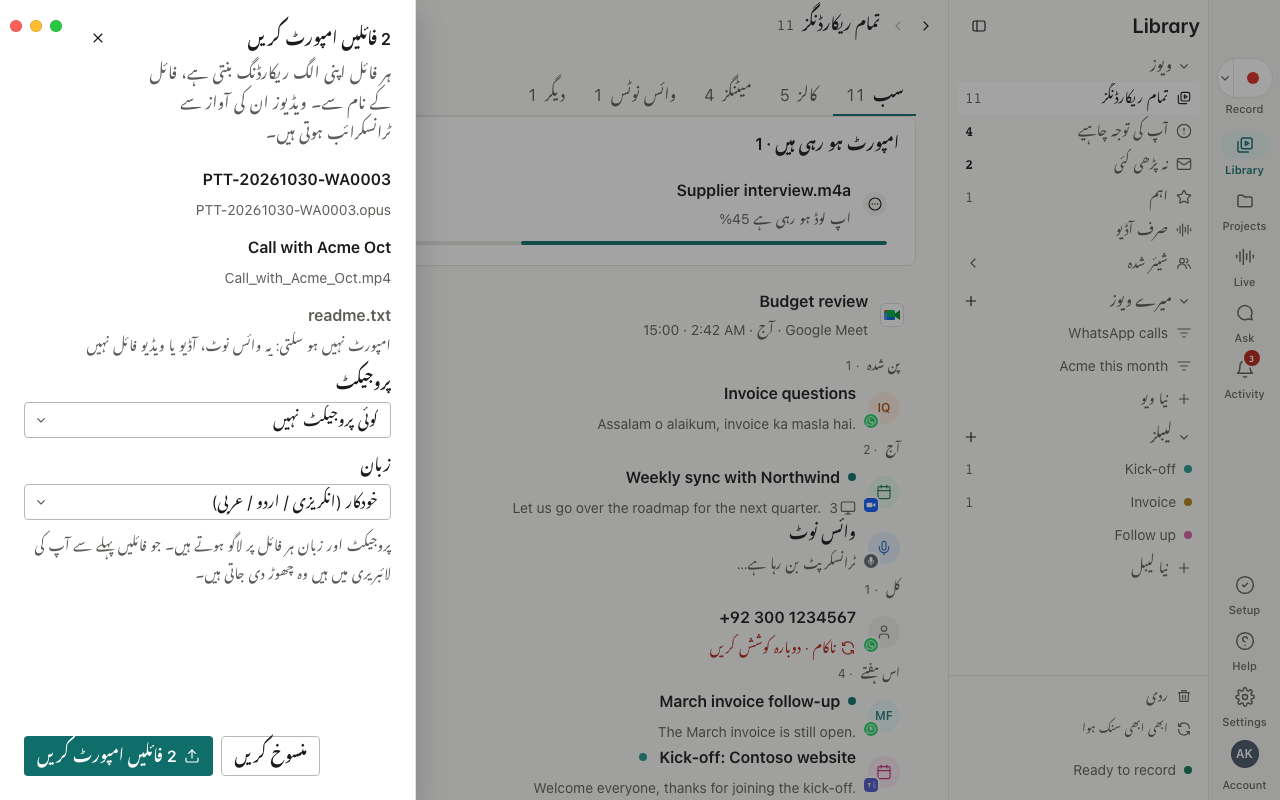 2 فائلیں امپورٹ کریں
ہر فائل اپنی الگ ریکارڈنگ بنتی ہے، فائل
کے نام سے۔ ویڈیوز ان کی آواز سے
ٹرانسکرائب ہوتی ہیں۔
PTT-20261030-WA0003
PTT-20261030-WA0003.opus
Call with Acme Oct
Call_with_Acme_Oct.mp4
readme.txt
امپورٹ نہیں ہو سکتی: یہ وائس نوٹ، آڈیو یا ویڈیو فائل نہیں
پروجیکٹ
کوئی پروجیکٹ نہیں
زبان
خودکار (انگریزی / اردو / عربی)
پروجیکٹ اور زبان ہر فائل پر لاگو ہوتے ہیں۔ جو فائلیں پہلے سے آپ کی
لائبریری میں ہیں وہ چھوڑ دی جاتی ہیں۔
منسوخ کریں
2 فائلیں امپورٹ کریں
تمام ریکارڈنگز 11
سب 11
کالز 5
میٹنگز 4
وائس نوٹس 1
دیگر 1
امپورٹ ہو رہی ہیں · 1
Supplier interview.m4a
اپ لوڈ ہو رہی ہے 45%
Budget review
Google Meet · آج · 2:42 AM · 15:00
پن شدہ · 1
IQ
Invoice questions
Assalam o alaikum, invoice ka masla hai.
آج · 2
Weekly sync with Northwind
Let us go over the roadmap for the next quarter. 3
وائس نوٹ
ٹرانسکرپٹ بن رہا ہے...
کل · 1
+92 300 1234567
ناکام · دوبارہ کوشش کریں
اس ہفتے · 4
MF
March invoice follow-up
The March invoice is still open.
Kick-off: Contoso website
Welcome everyone, thanks for joining the kick-off.
Library
ویوز
تمام ریکارڈنگز 11
آپ کی توجہ چاہیے 4
نہ پڑھی گئی 2
اہم 1
صرف آڈیو
شیئر شدہ
میرے ویوز
WhatsApp calls
Acme this month
نیا ویو
لیبلز
Kick-off 1
Invoice 1
Follow up
نیا لیبل
ردی
ابھی ابھی سنک ہوا
Ready to record
Record
Library
Projects
Live
Ask
3
Activity
Setup
Help
Settings
AK
Account